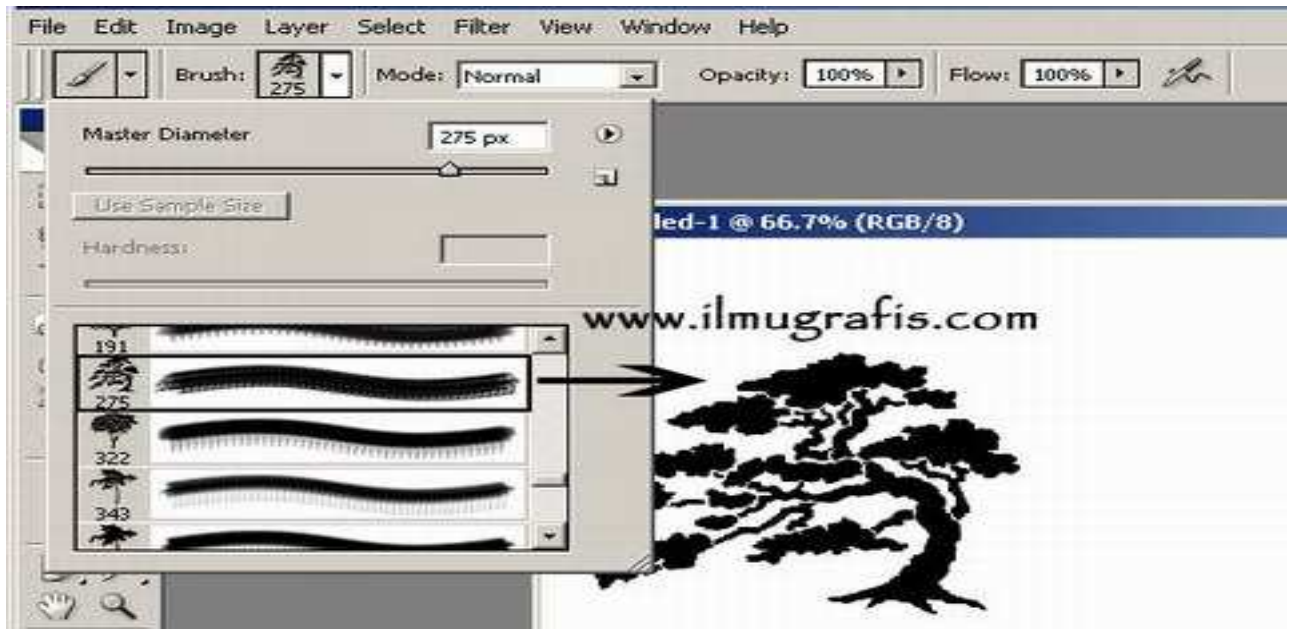 File Edit Image Layer Select Filter View Window Help
Brush: 275 Mode: Normal Opacity: 100% Flow: 100%
Master Diameter 275 px
Use Sample Size
Hardness:
led-1 @ 66.7% (RGB/8)
www.ilmugrafis.com
191
275
322
343